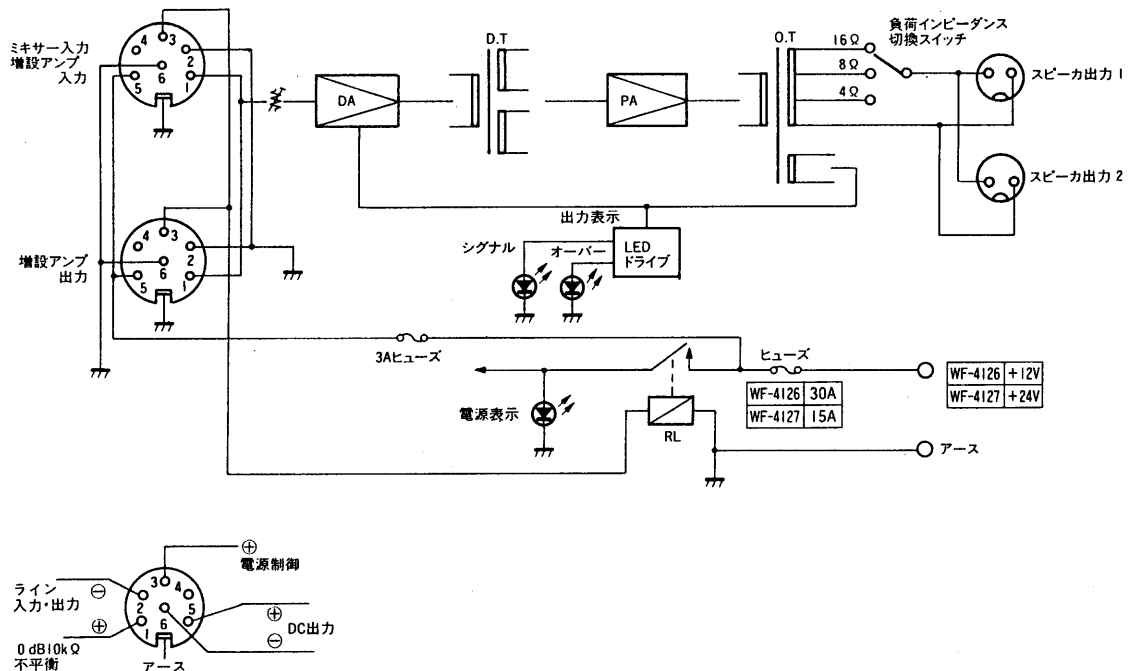 ミキサー入力
増設アンプ
入力
4
3
2
5
6
1
DA
D.T
PA
O.T
16Ω
8Ω
4Ω
負荷インピーダンス
切換スイッチ
スピーカ出力1
スピーカ出力2
増設アンプ
出力
4
3
2
5
6
1
出力表示
シグナル
オーバー
LED
ドライブ
3Aヒューズ
電源表示
RL
ヒューズ
WF-4126 30A
WF-4127 15A
WF-4126 +12V
WF-4127 +24V
アース
⊕
電源制御
ライン
入力・出力
⊖
3
4
2
5
1
6
⊕
0dB10kΩ
不平衡
アース
⊕
DC出力
⊖